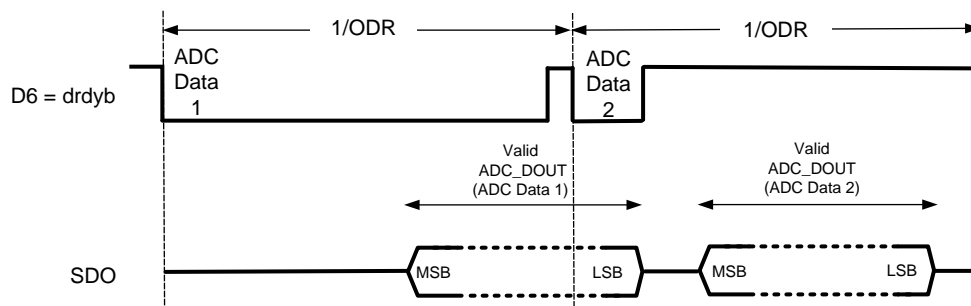 1/ODR
1/ODR
ADC
Data
1
ADC
Data
2
D6 = drdyb
Valid
ADC_DOUT
(ADC Data 1)
Valid
ADC_DOUT
(ADC Data 2)
SDO
MSB
LSB
MSB
LSB